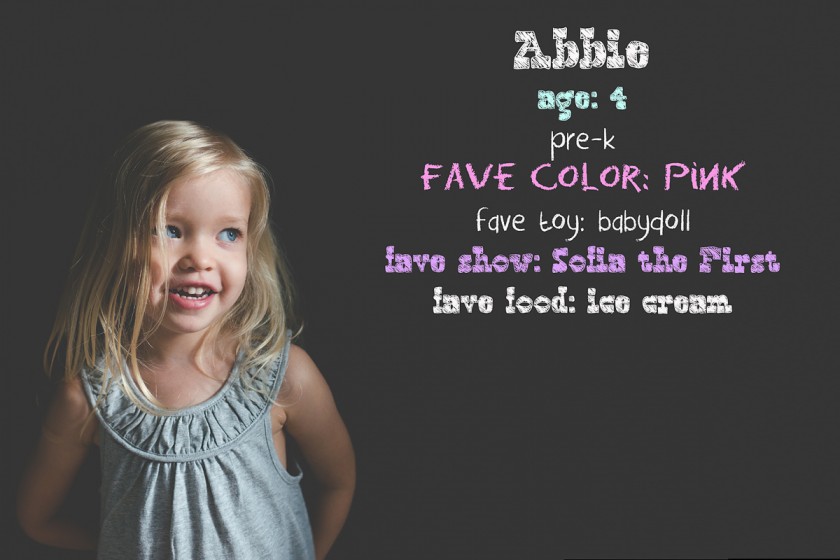 Abbie
age: 4
pre-k
FAVE COLOR: PiNK
fave toy: babydoll
fave show: Sofia the First
fave food: ice cream